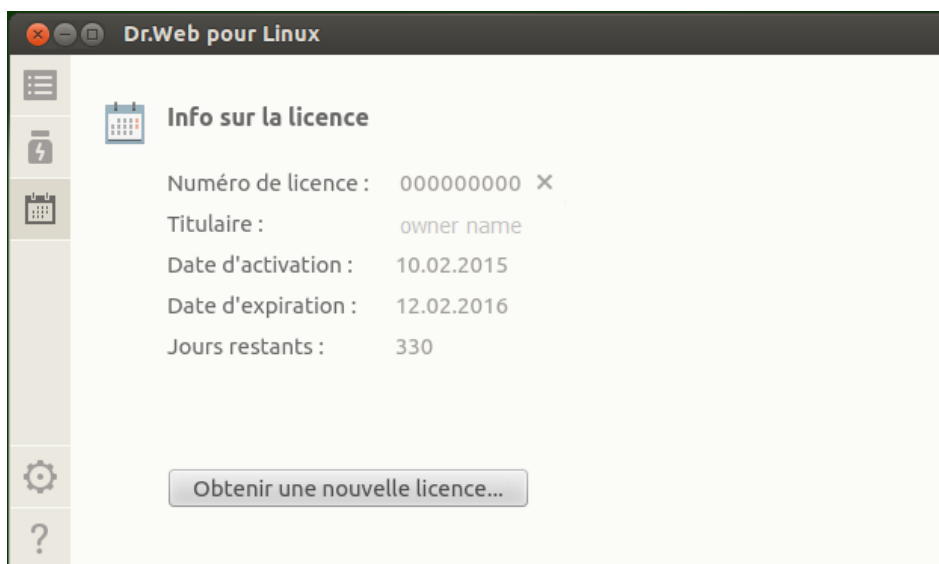 Dr.Web pour Linux
Info sur la licence
Numéro de licence : 000000000
Titulaire : owner name
Date d'activation : 10.02.2015
Date d'expiration : 12.02.2016
Jours restants : 330
Obtenir une nouvelle licence...
?